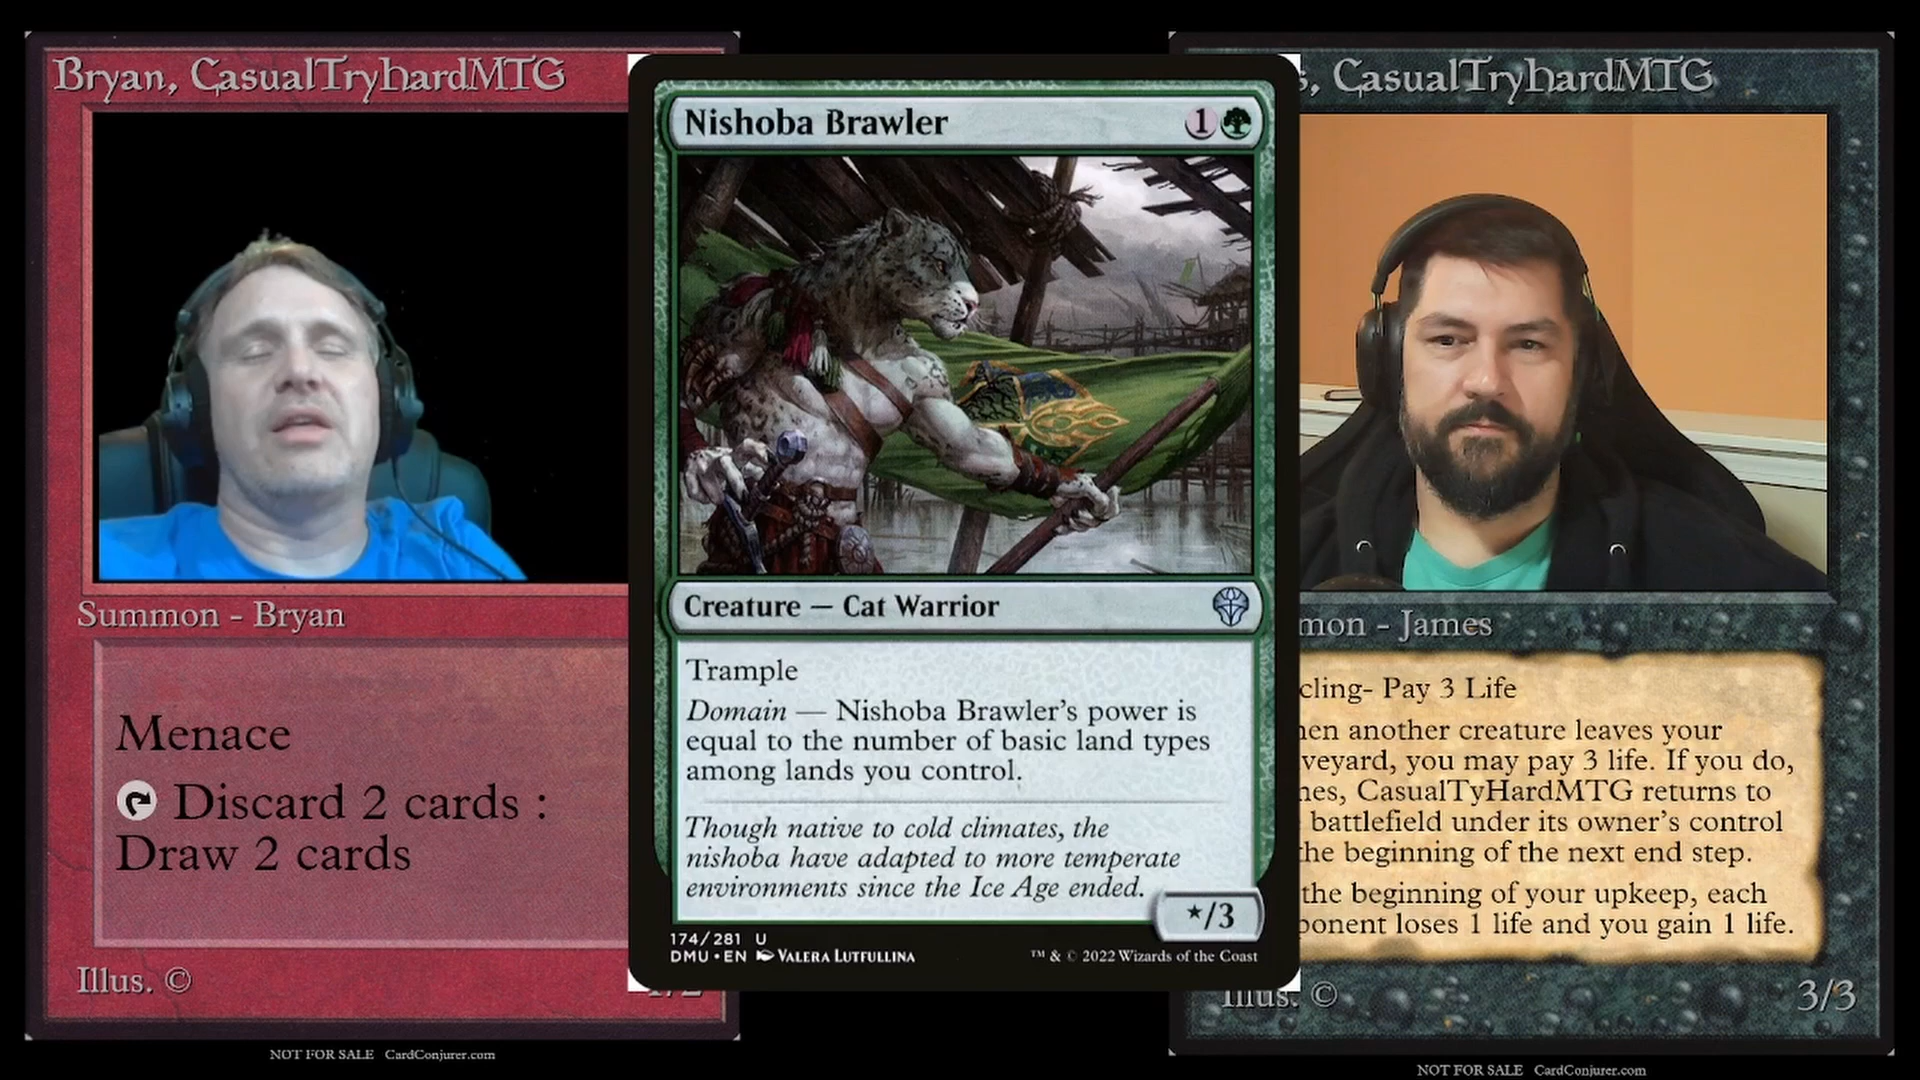 Bryan, CasualTryhardMTG
Summon - Bryan
Menace
Discard 2 cards :
Draw 2 cards
Illus. ©
NOT FOR SALE CardConjurer.com
Nishoba Brawler
1
Creature — Cat Warrior
Trample
Domain — Nishoba Brawler's power is
equal to the number of basic land types
among lands you control.
Though native to cold climates, the
nishoba have adapted to more temperate
environments since the Ice Age ended.
★/3
174/281 U
DMU • EN VALERA LUTFULLINA
™ & © 2022 Wizards of the Coast
s, CasualTryhardMTG
mon - James
cling- Pay 3 Life
en another creature leaves your
veyard, you may pay 3 life. If you do,
nes, CasualTyHardMTG returns to
battlefield under its owner's control
the beginning of the next end step.
the beginning of your upkeep, each
ponent loses 1 life and you gain 1 life.
Illus. ©
3/3
NOT FOR SALE CardConjurer.com